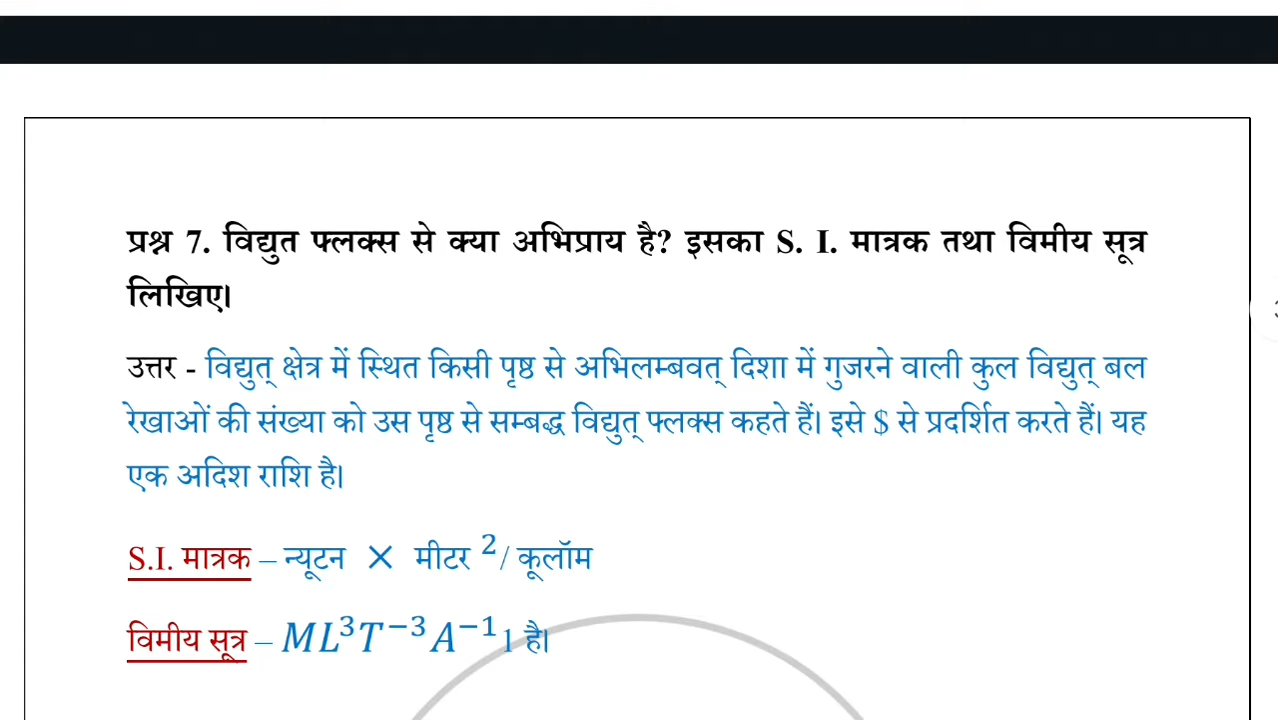 प्रश्न 7. विद्युत फ्लक्स से क्या अभिप्राय है? इसका S. I. मात्रक तथा विमीय सूत्र
लिखिए।
उत्तर - विद्युत् क्षेत्र में स्थित किसी पृष्ठ से अभिलम्बवत् दिशा में गुजरने वाली कुल विद्युत् बल
रेखाओं की संख्या को उस पृष्ठ से सम्बद्ध विद्युत् फ्लक्स कहते हैं। इसे $ से प्रदर्शित करते हैं। यह
एक अदिश राशि है।
S.I. मात्रक – न्यूटन × मीटर ²/ कूलॉम
विमीय सूत्र – ML³T⁻³A⁻¹1 है।